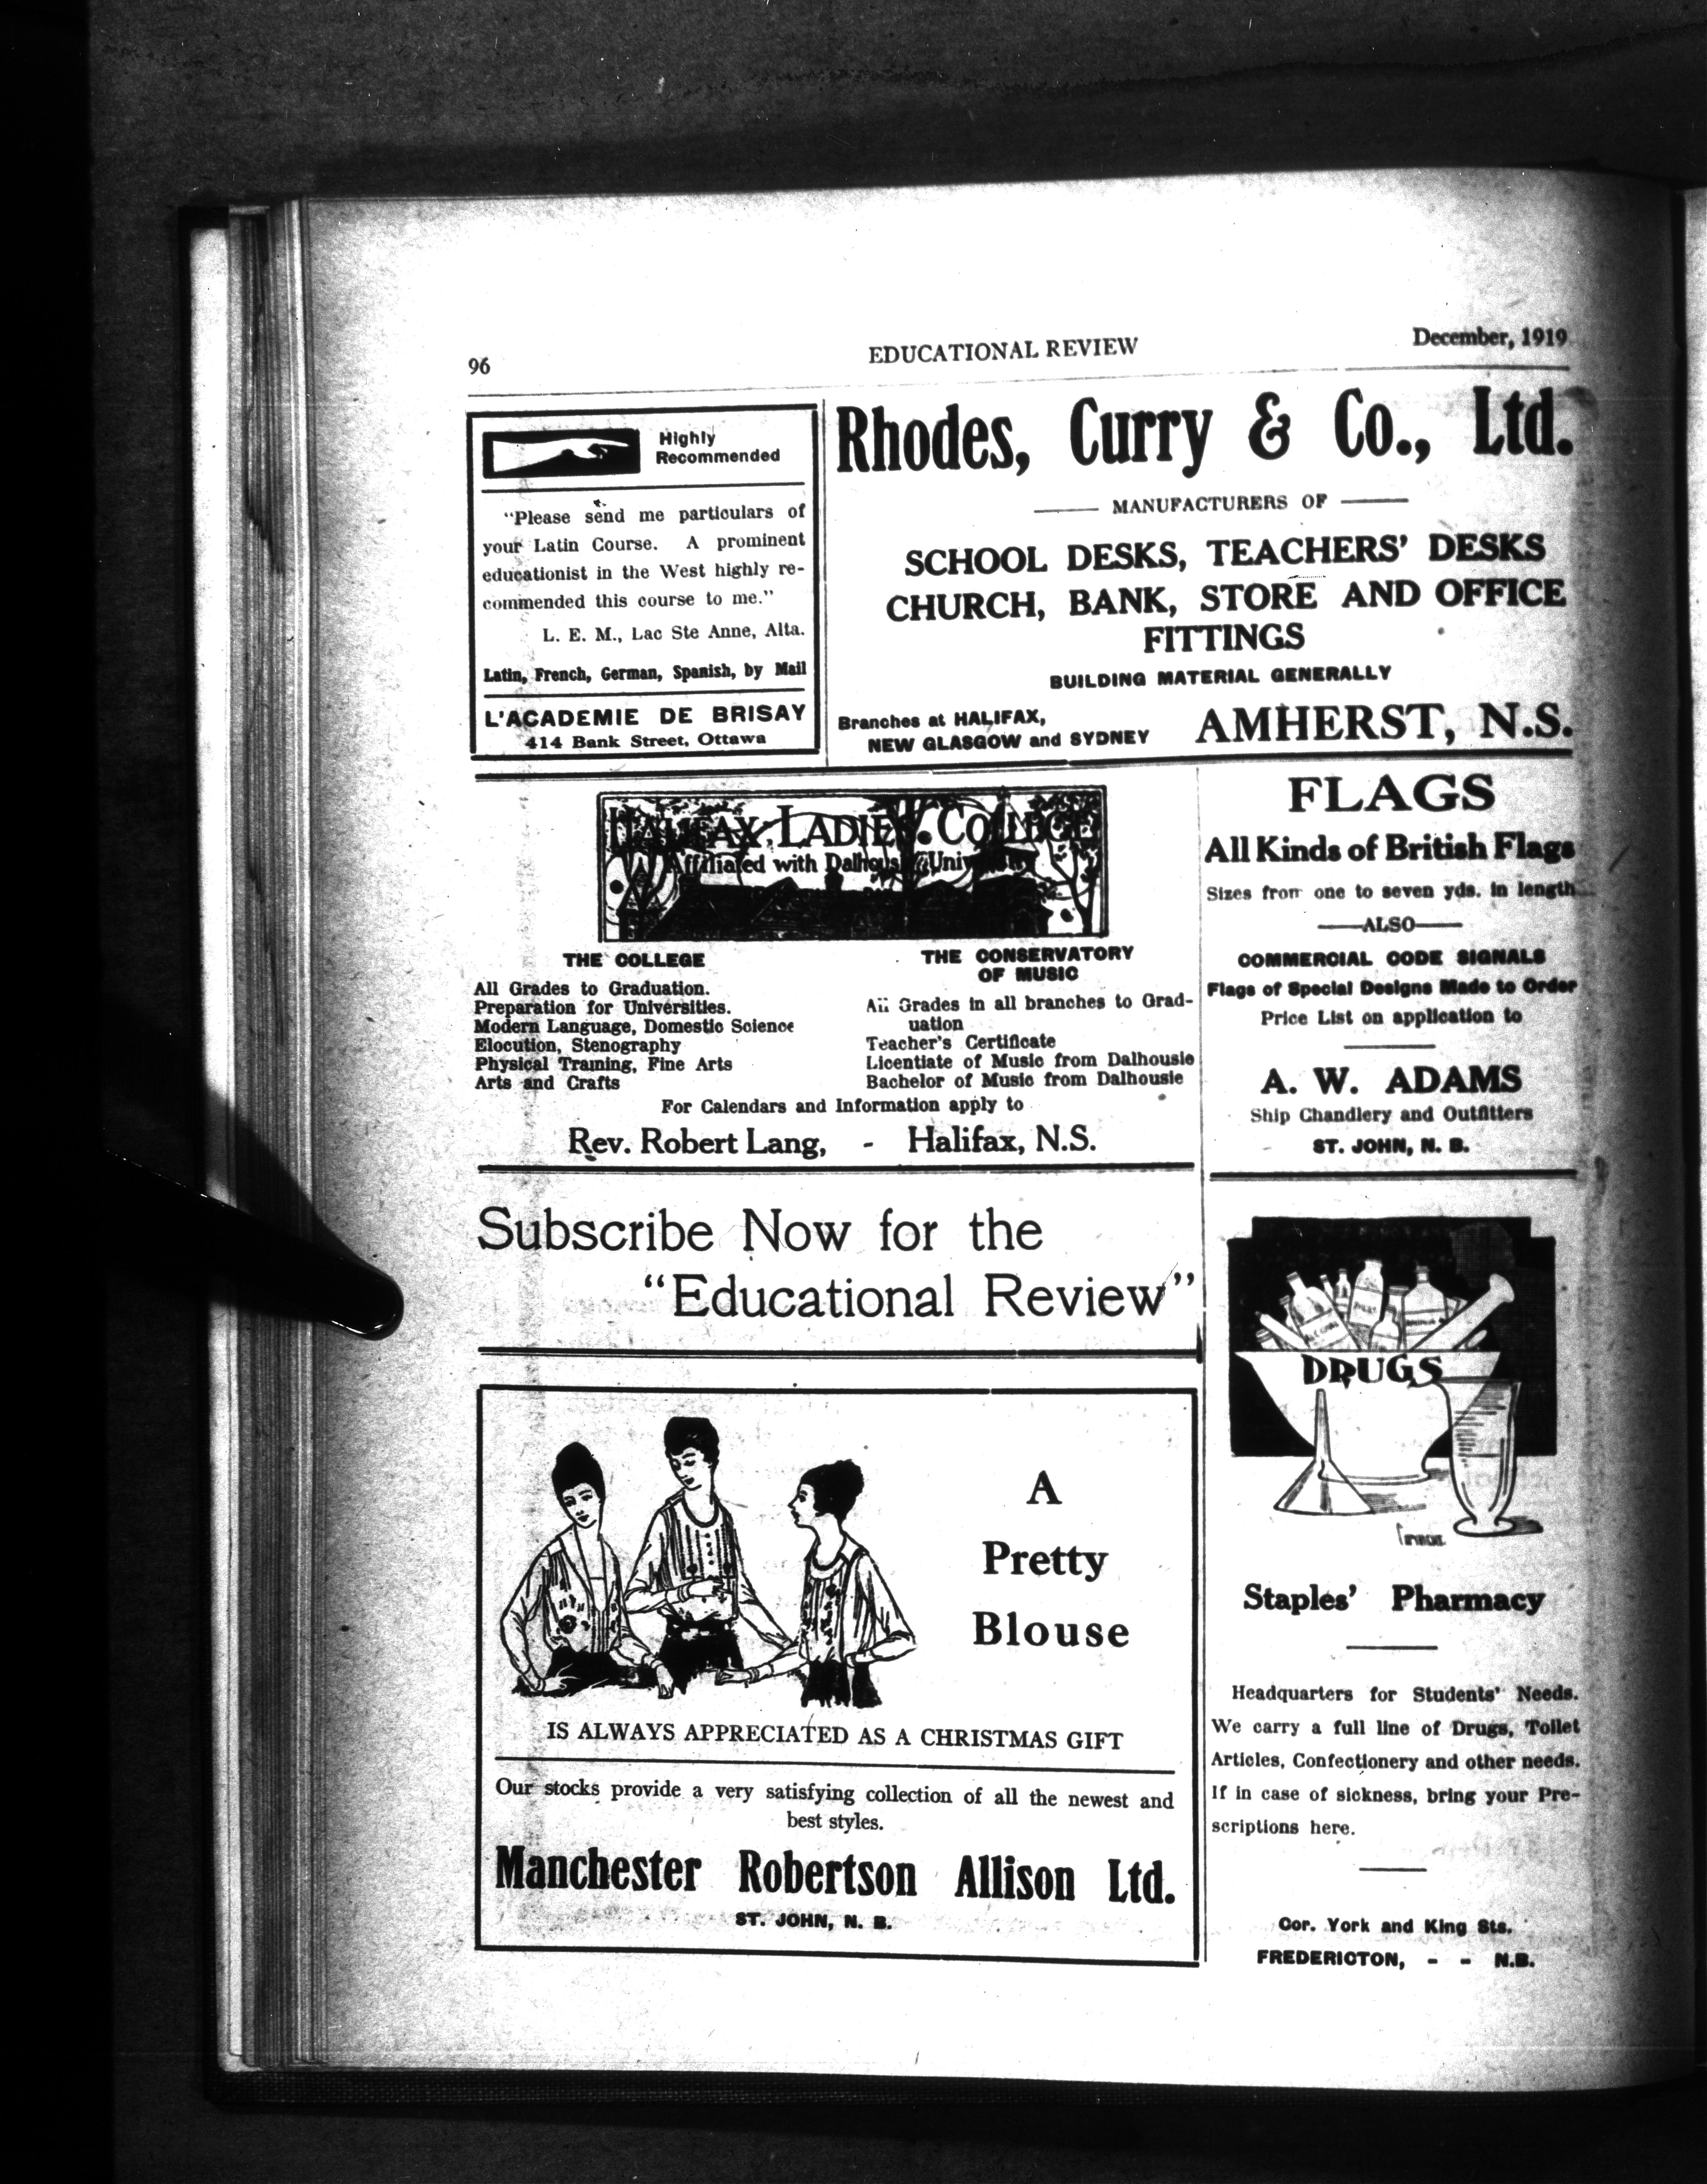 96
EDUCATIONAL REVIEW
December, 1919
Highly
Recommended
"Please send me particulars of
your Latin Course. A prominent
educationist in the West highly re-
commended this course to me."
L. E. M., Lac Ste Anne, Alta.
Latin, French, German, Spanish, by Mail
L'ACADEMIE DE BRISAY
414 Bank Street, Ottawa
Rhodes, Curry & Co., Ltd.
MANUFACTURERS OF
SCHOOL DESKS, TEACHERS' DESKS
CHURCH, BANK, STORE AND OFFICE
FITTINGS
BUILDING MATERIAL GENERALLY
Branches at HALIFAX,
NEW GLASGOW and SYDNEY
AMHERST, N.S.
HALIFAX LADIES' COLLEGE
Affiliated with Dalhousie University
THE COLLEGE
All Grades to Graduation.
Preparation for Universities.
Modern Language, Domestic Science
Elocution, Stenography
Physical Training, Fine Arts
Arts and Crafts
THE CONSERVATORY
OF MUSIC
All Grades in all branches to Grad-
uation
Teacher's Certificate
Licentiate of Music from Dalhousie
Bachelor of Music from Dalhousie
For Calendars and Information apply to
Rev. Robert Lang, - Halifax, N.S.
FLAGS
All Kinds of British Flags
Sizes from one to seven yds. in length
ALSO
COMMERCIAL CODE SIGNALS
Flags of Special Designs Made to Order
Price List on application to
A. W. ADAMS
Ship Chandlery and Outfitters
ST. JOHN, N. B.
Subscribe Now for the
"Educational Review"
A
Pretty
Blouse
IS ALWAYS APPRECIATED AS A CHRISTMAS GIFT
Our stocks provide a very satisfying collection of all the newest and
best styles.
Manchester Robertson Allison Ltd.
ST. JOHN, N. B.
DRUGS
Staples' Pharmacy
Headquarters for Students' Needs.
We carry a full line of Drugs, Toilet
Articles, Confectionery and other needs.
If in case of sickness, bring your Pre-
scriptions here.
Cor. York and King Sts.
FREDERICTON, - - N.B.